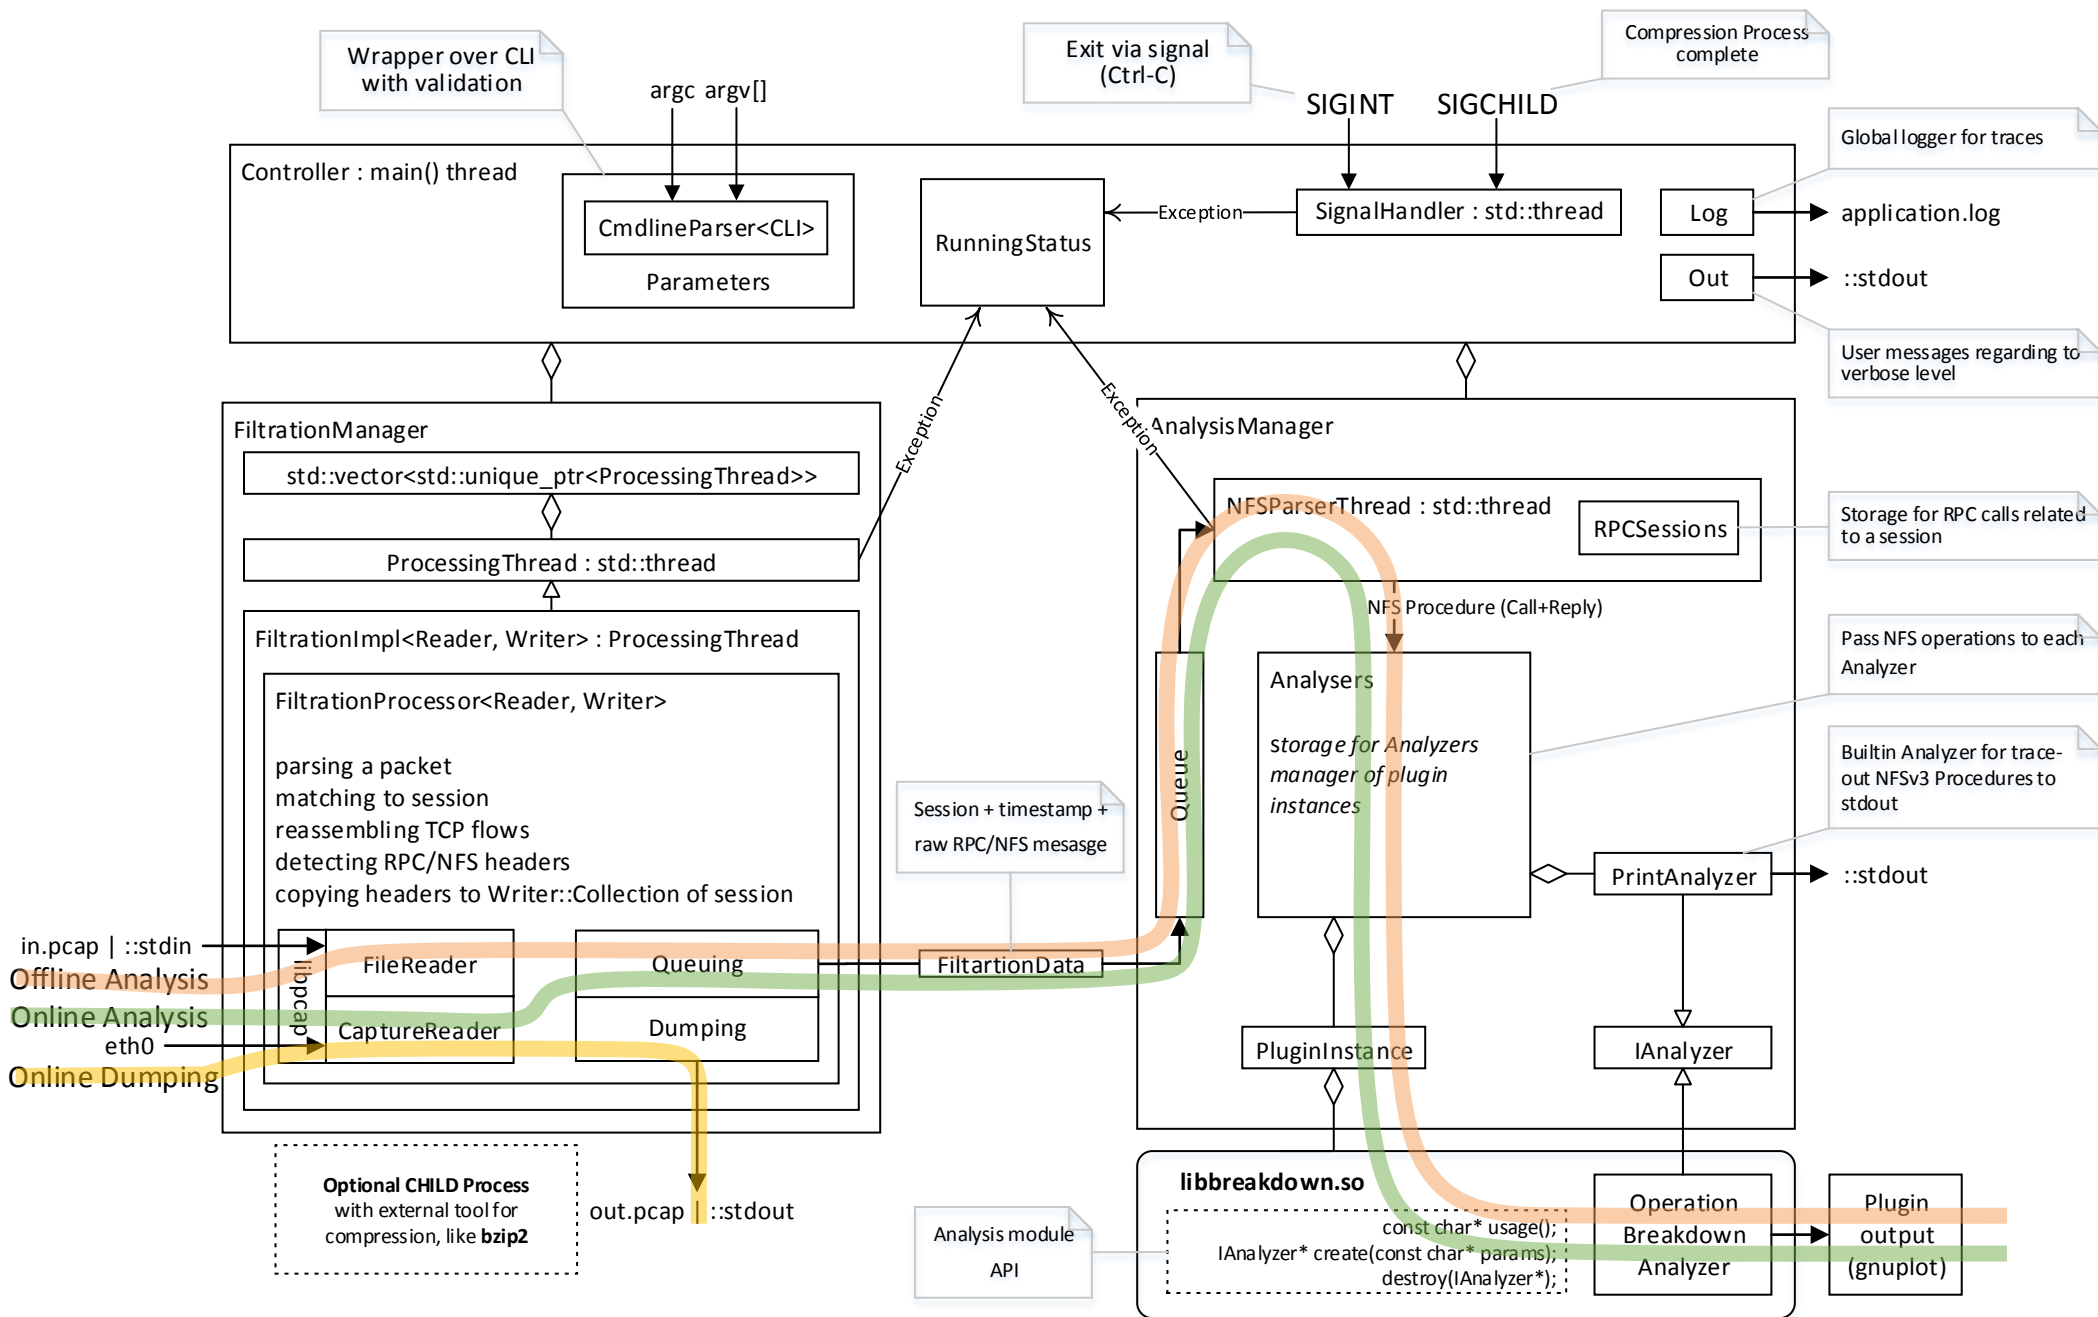 Wrapper over CLI
with validation
argc argv[]
Exit via signal
(Ctrl-C)
Compression Process
complete
SIGINT
SIGCHILD
Global logger for traces
Controller : main() thread
CmdlineParser<CLI>
Parameters
RunningStatus
Exception
SignalHandler : std::thread
Log
application.log
Out
::stdout
User messages regarding to
verbose level
FiltrationManager
std::vector<std::unique_ptr<ProcessingThread>>
ProcessingThread : std::thread
Exception
Exception
AnalysisManager
NFSParserThread : std::thread
RPCSessions
Storage for RPC calls related
to a session
NFS Procedure (Call+Reply)
FiltrationImpl<Reader, Writer> : ProcessingThread
FiltrationProcessor<Reader, Writer>
parsing a packet
matching to session
reassembling TCP flows
detecting RPC/NFS headers
copying headers to Writer::Collection of session
Pass NFS operations to each
Analyzer
Analysers
storage for Analyzers
manager of plugin
instances
Queue
Builtin Analyzer for trace-
out NFSv3 Procedures to
stdout
Session + timestamp +
raw RPC/NFS mesasge
PrintAnalyzer
::stdout
in.pcap | ::stdin
Offline Analysis
Online Analysis
eth0
Online Dumping
libpcap
FileReader
CaptureReader
Queuing
Dumping
FiltartionData
PluginInstance
IAnalyzer
Optional CHILD Process
with external tool for
compression, like bzip2
out.pcap | ::stdout
Analysis module
API
libbreakdown.so
const char* usage();
IAnalyzer* create(const char* params);
destroy(IAnalyzer*);
Operation
Breakdown
Analyzer
Plugin
output
(gnuplot)